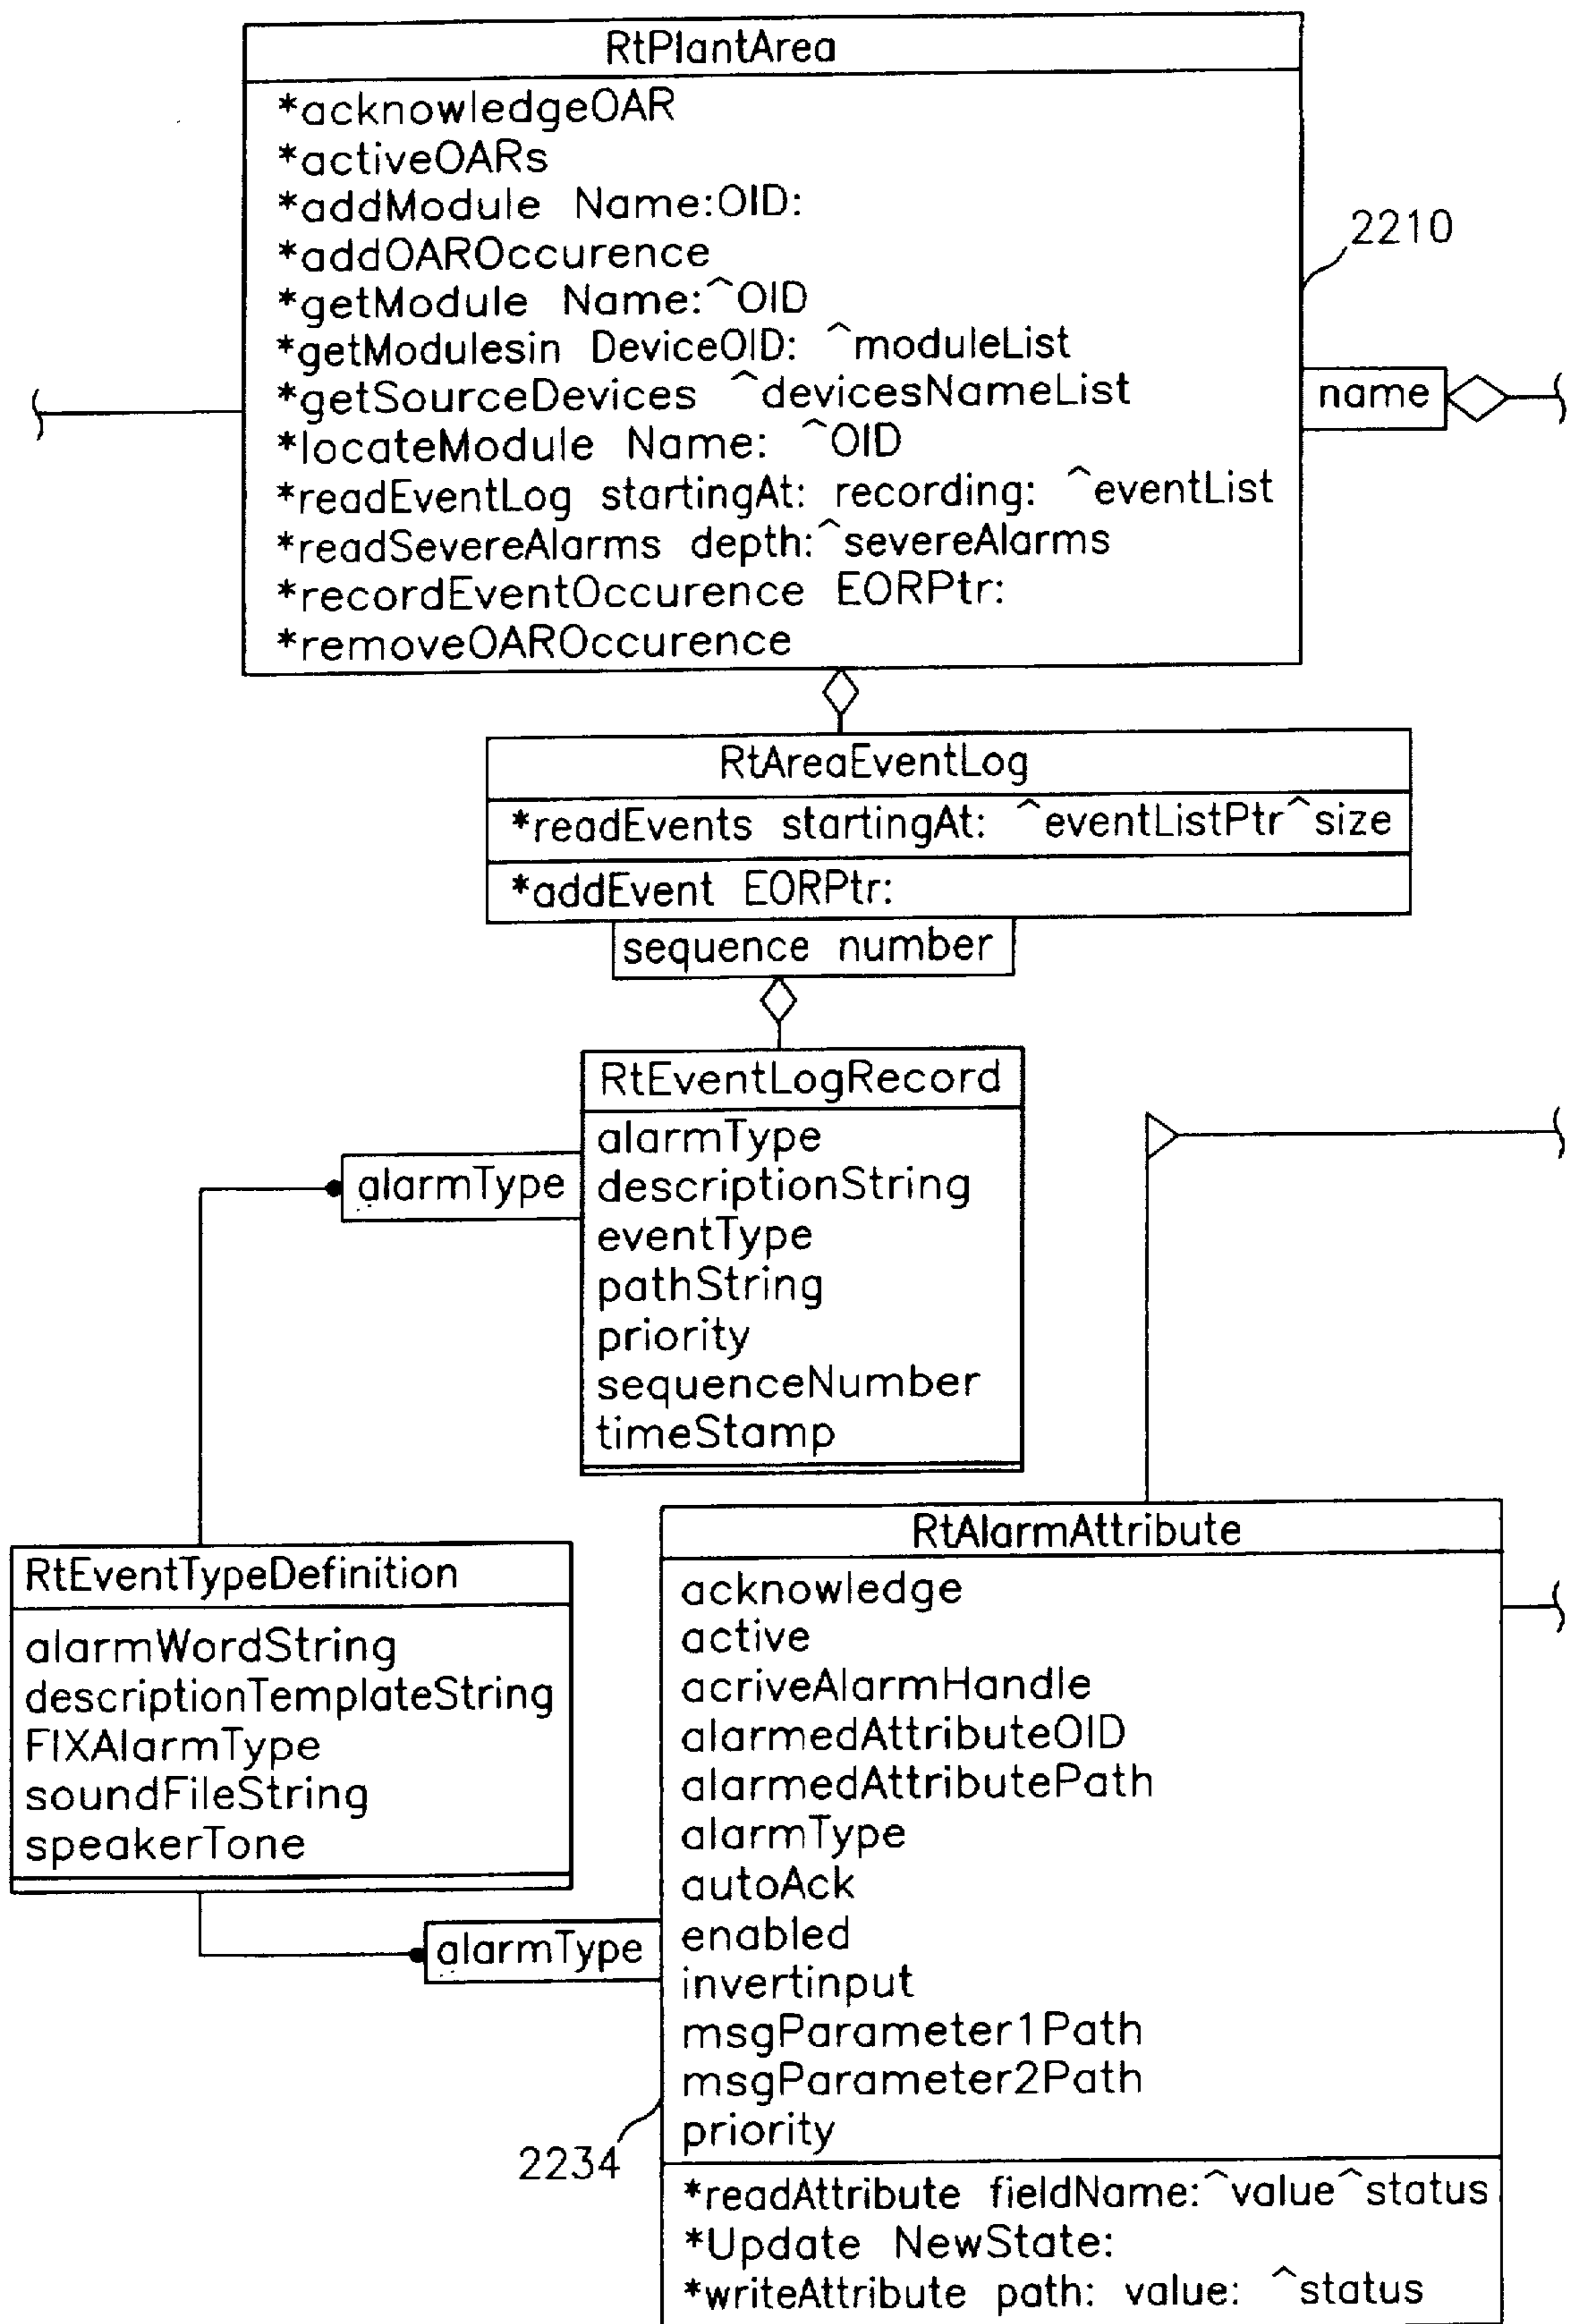 RtPlantArea
*acknowledgeOAR
*activeOARs
*addModule Name:OID:
*addOAROccurence
*getModule Name:^OID
*getModulesin DeviceOID: ^moduleList
*getSourceDevices ^devicesNameList
*locateModule Name: ^OID
*readEventLog startingAt: recording: ^eventList
*readSevereAlarms depth:^severeAlarms
*recordEventOccurence EORPtr:
*removeOAROccurence
2210
name
RtAreaEventLog
*readEvents startingAt: ^eventListPtr^size
*addEvent EORPtr:
sequence number
RtEventLogRecord
alarmType
descriptionString
eventType
pathString
priority
sequenceNumber
timeStamp
alarmType
RtEventTypeDefinition
alarmWordString
descriptionTemplateString
FIXAlarmType
soundFileString
speakerTone
alarmType
RtAlarmAttribute
acknowledge
active
acriveAlarmHandle
alarmedAttributeOID
alarmedAttributePath
alarmType
autoAck
enabled
invertinput
msgParameter1Path
msgParameter2Path
priority
2234
*readAttribute fieldName:^value^status
*Update NewState:
*writeAttribute path: value: ^status